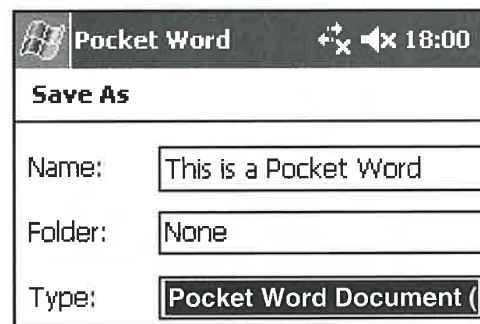 Pocket Word 18:00
Save As
Name: This is a Pocket Word
Folder: None
Type: Pocket Word Document (